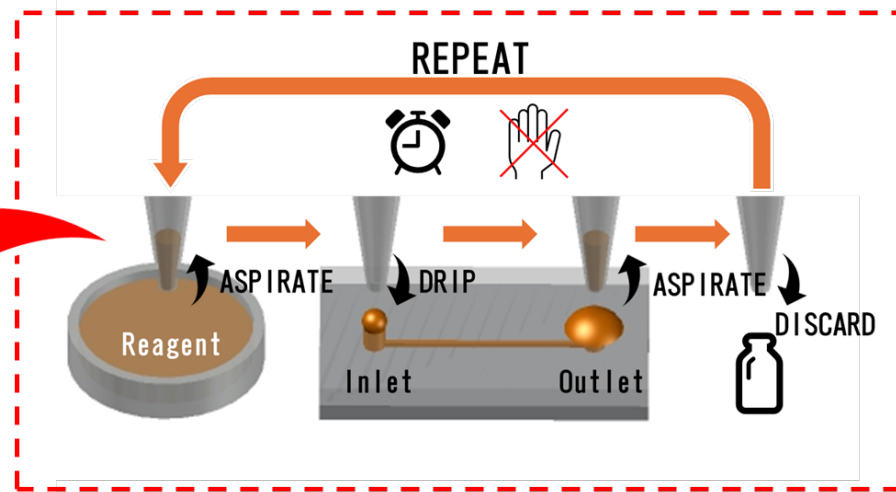 REPEAT
ASPIRATE
DRIP
ASPIRATE
DISCARD
Reagent
Inlet
Outlet